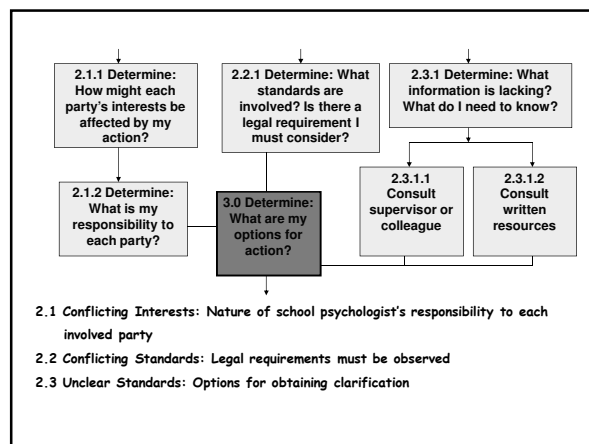 2.1.1 Determine:
How might each
party's interests be
affected by my
action?
2.2.1 Determine: What
standards are
involved? Is there a
legal requirement I
must consider?
2.3.1 Determine: What
information is lacking?
What do I need to know?
2.1.2 Determine:
What is my
responsibility to
each party?
3.0 Determine:
What are my
options for
action?
2.3.1.1
Consult
supervisor or
colleague
2.3.1.2
Consult
written
resources
2.1 Conflicting Interests: Nature of school psychologist's responsibility to each
involved party
2.2 Conflicting Standards: Legal requirements must be observed
2.3 Unclear Standards: Options for obtaining clarification